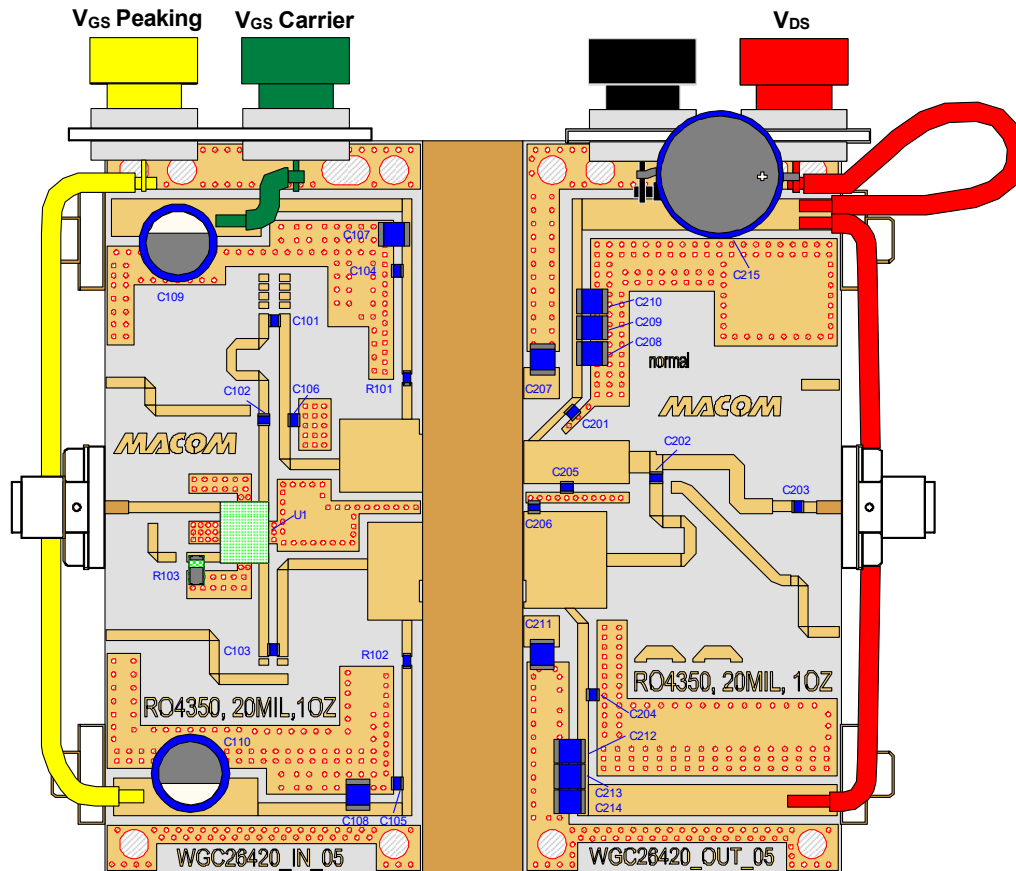 VGS Peaking
VGS Carrier
VDS
C107
C104
C109
C215
C101
C210
C209
C208
normal
C102
C106
R101
C207
C201
MACOM
MACOM
C202
C205
C203
C206
U1
R103
C103
R102
C211
RO4350, 20MIL,1OZ
RO4350, 20MIL, 1OZ
C204
C110
C212
C213
C214
C108
C105
WGC26420_IN_05
WGC26420_OUT_05